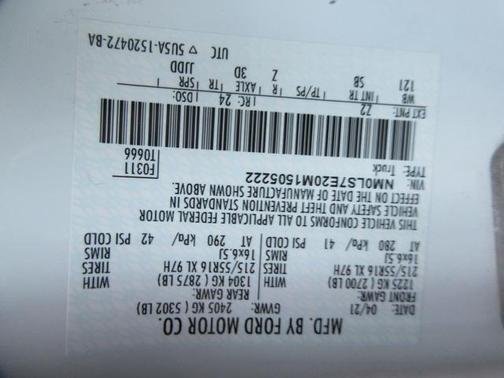 MFD. BY FORD MOTOR CO.
DATE: 04/21 GVWR: 2405 KG ( 5302 LB)
FRONT GAWR: REAR GAWR:
1225 KG ( 2700 LB) 1304 KG ( 2875 LB)
WITH WITH
215/55R16 XL 97H TIRES 215/55R16 XL 97H TIRES
16x6.5J RIMS 16x6.5J RIMS
AT 280 kPa/ 41 PSI COLD AT 290 kPa/ 42 PSI COLD
THIS VEHICLE CONFORMS TO ALL APPLICABLE FEDERAL MOTOR
VEHICLE SAFETY AND THEFT PREVENTION STANDARDS IN
EFFECT ON THE DATE OF MANUFACTURE SHOWN ABOVE.
VIN: NM0LS7E20M1505222 F0311
TYPE: Truck T0666
EXT PNT: Z2 RC: 24 DSO:
WB INT TR TP/PS R AXLE TR SPR
121 SB Z 3D JJDD
UTC ▽ 5USA-1520472-BA